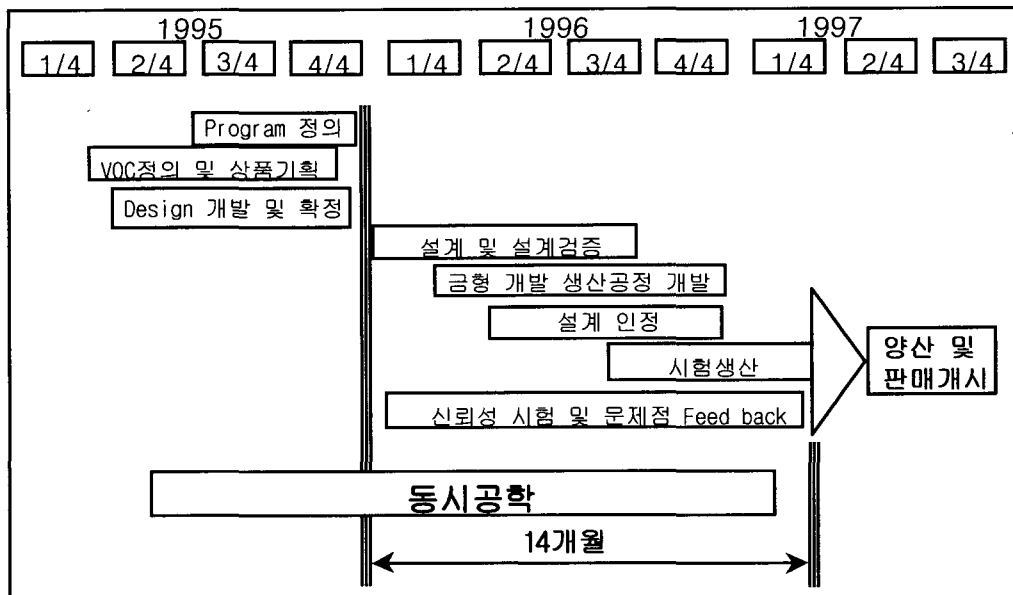 1995 1996 1997
1/4 2/4 3/4 4/4 1/4 2/4 3/4 4/4 1/4 2/4 3/4
Program 정의
VOC정의 및 상품기획
Design 개발 및 확정
설계 및 설계검증
금형 개발 생산공정 개발
설계 인정
시험생산
양산 및
판매개시
신뢰성 시험 및 문제점 Feed back
동시공학
14개월